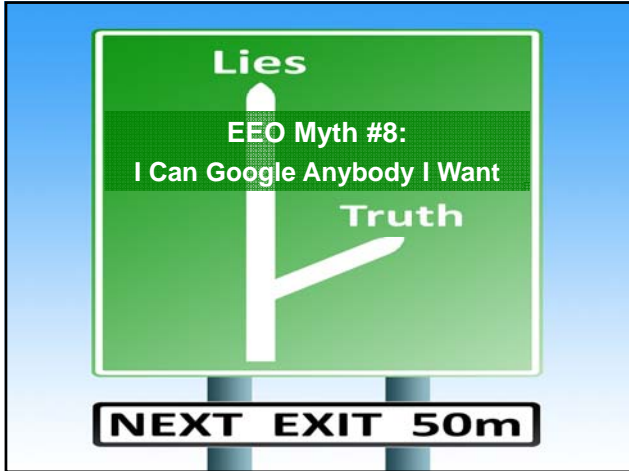 Lies
EEO Myth #8:
I Can Google Anybody I Want
Truth
NEXT EXIT 50m